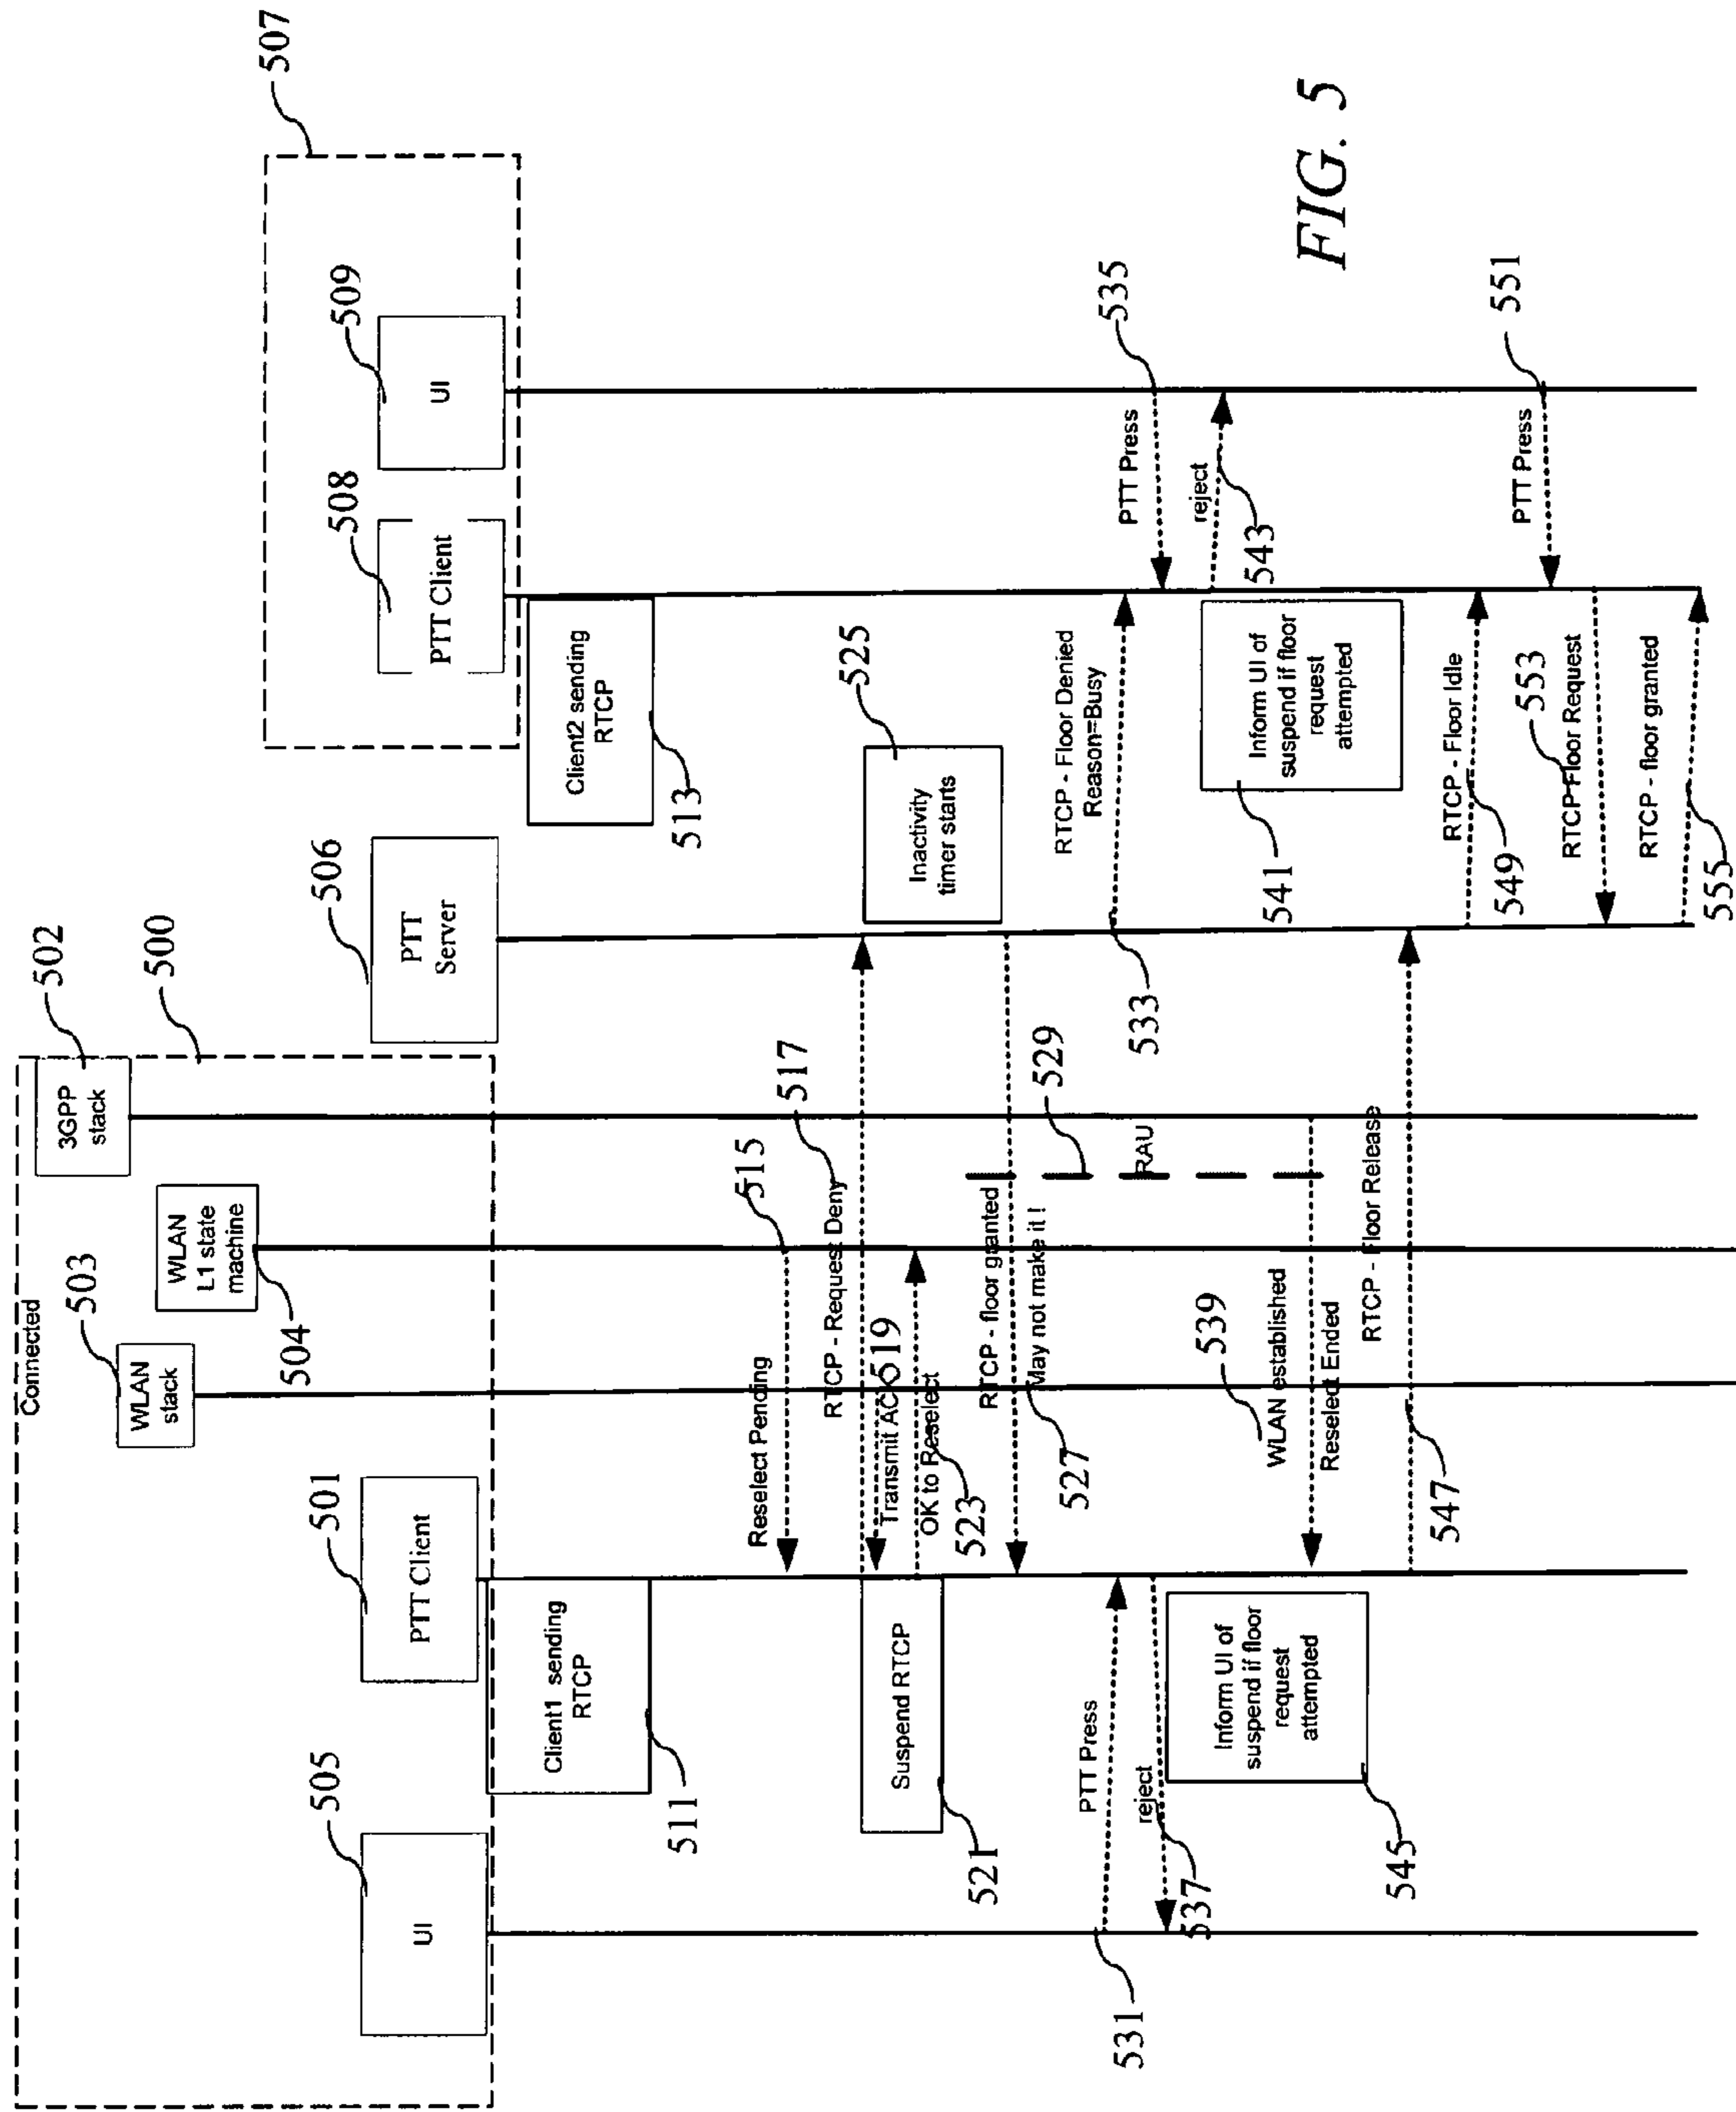 Connected
507
502
3GPP
stack
500
WLAN
L1 state
machine
504
503
WLAN
stack
506
PTT
Server
509
UI
508
PTT Client
501
PTT Client
505
UI
Client1 sending
RTCP
511
Client2 sending
RTCP
513
Reselect Pending
515
517
RTCP - Request Deny
Transmit ACK
519
OK to Reselect
523
Suspend RTCP
521
Inactivity
timer starts
525
RTCP - floor granted
May not make it !
527
529
RAU
RTCP - Floor Denied
Reason=Busy
533
PTT Press
531
PTT Press
535
reject
537
reject
543
Inform UI of
suspend if floor
request
attempted
545
Inform UI of
suspend if floor
request
attempted
541
539
WLAN established
Reselect Ended
RTCP - Floor Release
547
RTCP - Floor Idle
549
PTT Press
551
553
RTCP Floor Request
RTCP - floor granted
555
FIG. 5